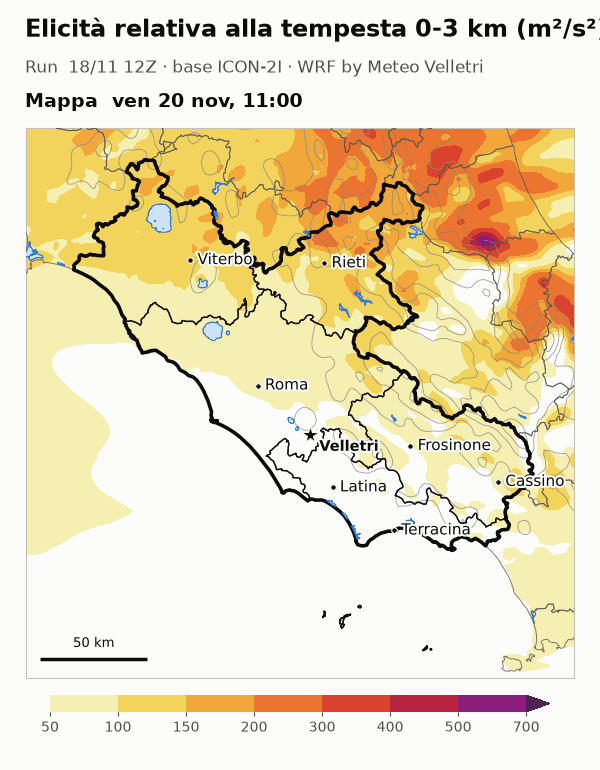 Elicità relativa alla tempesta 0-3 km (m²/s²)
Run 18/11 12Z · base ICON-2I · WRF by Meteo Velletri
Mappa ven 20 nov, 11:00
Viterbo
Rieti
Roma
Velletri
Frosinone
Latina
Cassino
Terracina
50 km
50 100 150 200 300 400 500 700